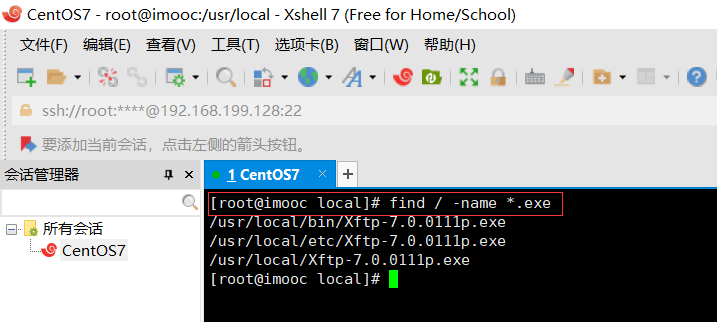 CentOS7 - root@imooc:/usr/local - Xshell 7 (Free for Home/School)
文件(F) 编辑(E) 查看(V) 工具(T) 选项卡(B) 窗口(W) 帮助(H)
ssh://root:****@192.168.199.128:22
要添加当前会话，点击左侧的箭头按钮。
会话管理器
1 CentOS7
所有会话
CentOS7
[root@imooc local]# find / -name *.exe
/usr/local/bin/Xftp-7.0.0111p.exe
/usr/local/etc/Xftp-7.0.0111p.exe
/usr/local/Xftp-7.0.0111p.exe
[root@imooc local]#